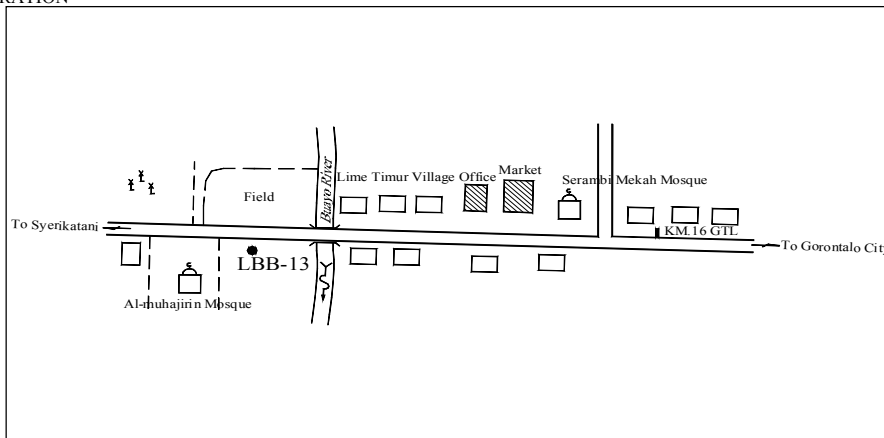 Market
Lime Timur Village Office
Serambi Mekah Mosque
Buayo River
Field
To Syerikatani
KM.16 GTL
To Gorontalo City
LBB-13
Al-muhajirin Mosque